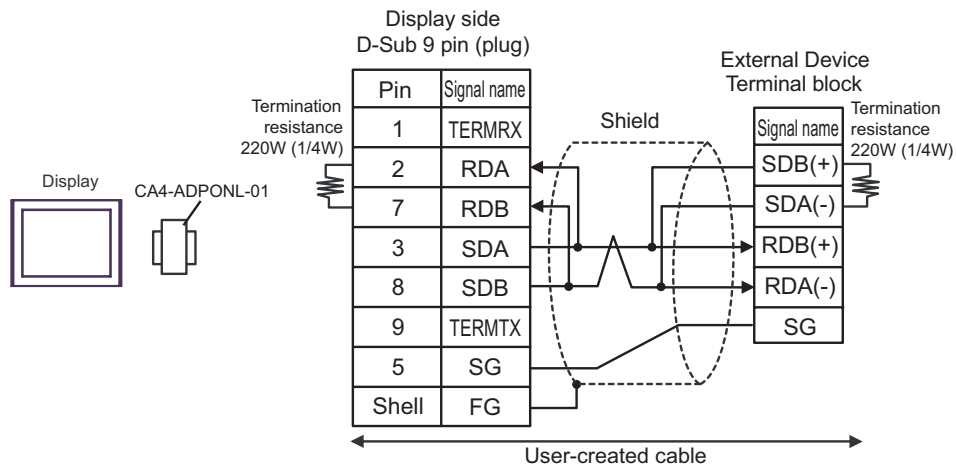 Display side
D-Sub 9 pin (plug)
External Device
Terminal block
Termination
resistance
220W (1/4W)
Pin Signal name
1 TERMRX
2 RDA
7 RDB
3 SDA
8 SDB
9 TERMTX
5 SG
Shell FG
Shield
Signal name
SDB(+)
SDA(-)
RDB(+)
RDA(-)
SG
Termination
resistance
220W (1/4W)
Display
CA4-ADPONL-01
User-created cable